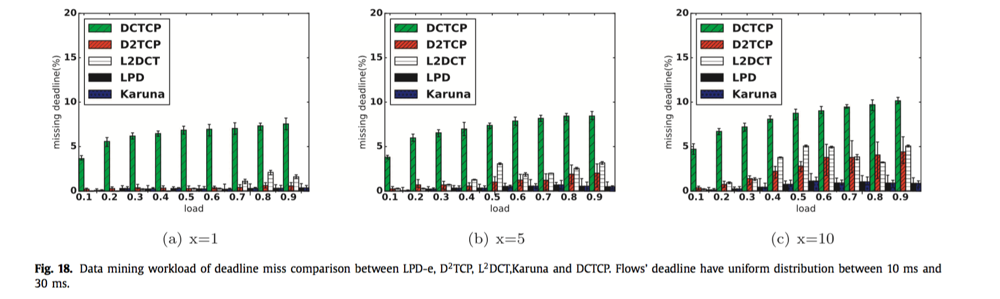 20
15
10
5
0
missing deadline(%)
DCTCP
D2TCP
L2DCT
LPD
Karuna
0.1 0.2 0.3 0.4 0.5 0.6 0.7 0.8 0.9
load
(a) x=1
20
15
10
5
0
missing deadline(%)
DCTCP
D2TCP
L2DCT
LPD
Karuna
0.1 0.2 0.3 0.4 0.5 0.6 0.7 0.8 0.9
load
(b) x=5
20
15
10
5
0
missing deadline(%)
DCTCP
D2TCP
L2DCT
LPD
Karuna
0.1 0.2 0.3 0.4 0.5 0.6 0.7 0.8 0.9
load
(c) x=10
Fig. 18. Data mining workload of deadline miss comparison between LPD-e, D²TCP, L²DCT,Karuna and DCTCP. Flows' deadline have uniform distribution between 10 ms and
30 ms.